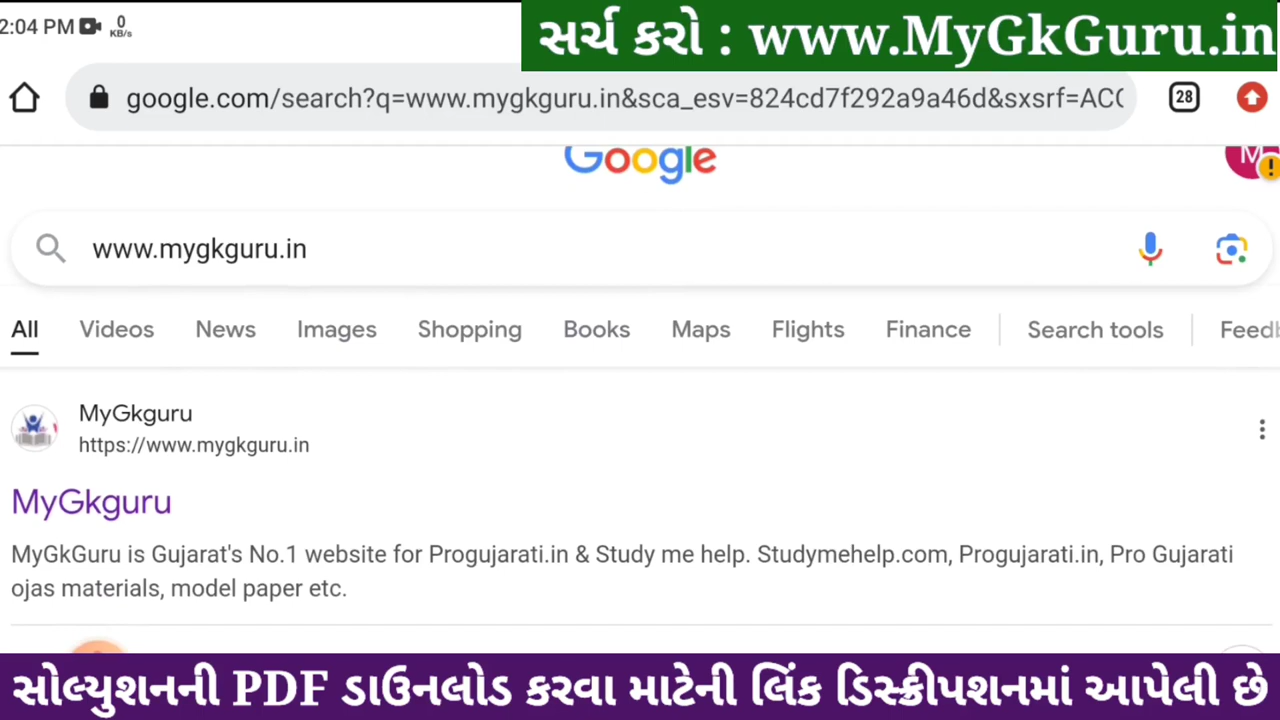 2:04 PM 0 KB/s
સર્ચ કરો : www.MyGkGuru.in
google.com/search?q=www.mygkguru.in&sca_esv=824cd7f292a9a46d&sxsrf=AC
28
Google
M
www.mygkguru.in
All Videos News Images Shopping Books Maps Flights Finance Search tools Feedb
MyGkguru
https://www.mygkguru.in
MyGkguru
MyGkGuru is Gujarat's No.1 website for Progujarati.in & Study me help. Studymehelp.com, Progujarati.in, Pro Gujarati
ojas materials, model paper etc.
સોલ્યુશનની PDF ડાઉનલોડ કરવા માટેની લિંક ડિસ્ક્રીપશનમાં આપેલી છે